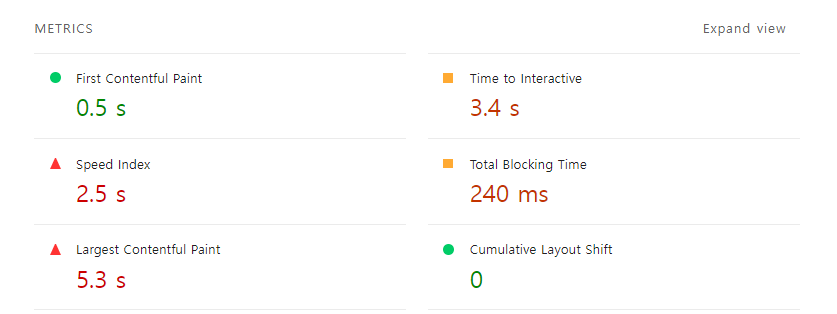 METRICS
Expand view
First Contentful Paint
0.5 s
Time to Interactive
3.4 s
Speed Index
2.5 s
Total Blocking Time
240 ms
Largest Contentful Paint
5.3 s
Cumulative Layout Shift
0